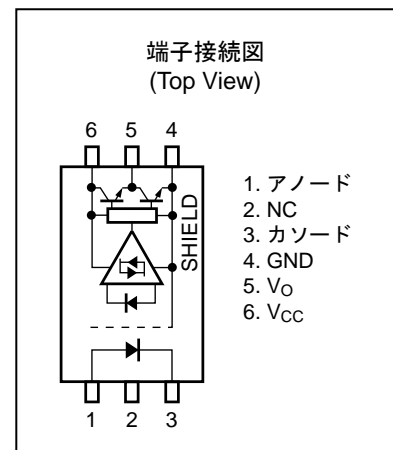 端子接続図
(Top View)
6 5 4
SHIELD
1 2 3
1. アノード
2. NC
3. カソード
4. GND
5. VO
6. VCC